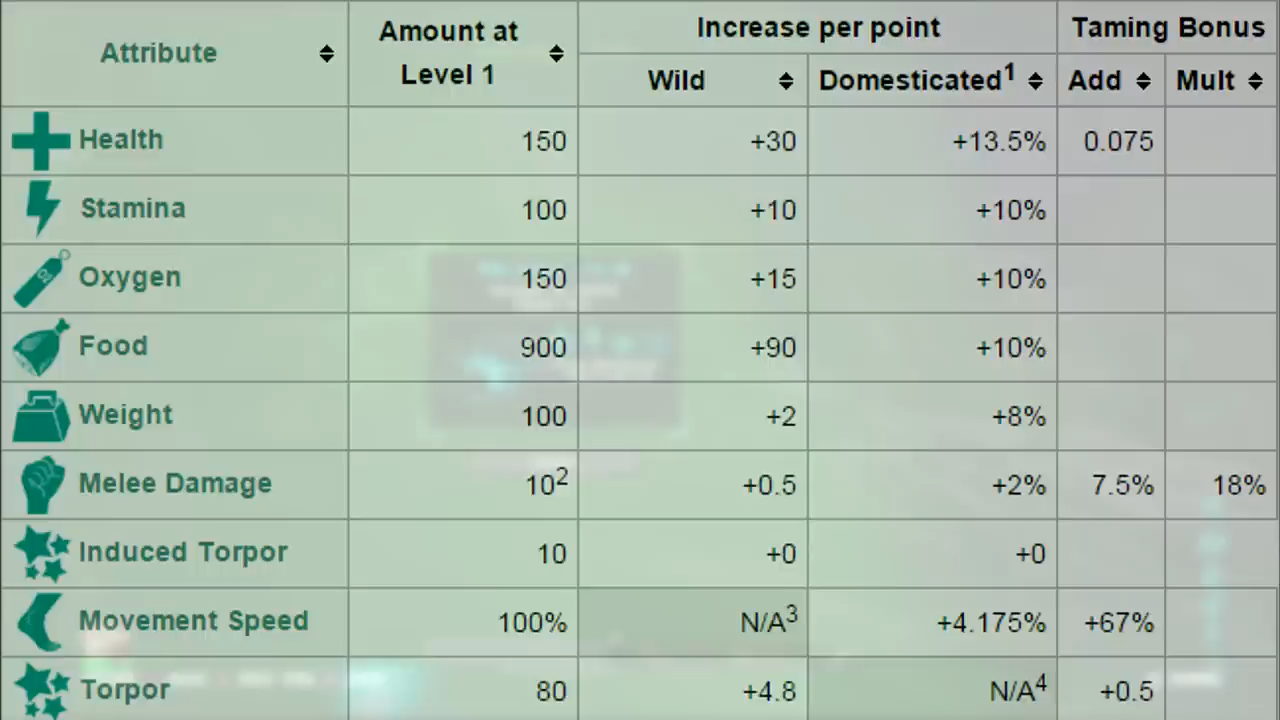 Attribute Amount at Level 1 Increase per point Taming Bonus
Wild Domesticated1 Add Mult
Health 150 +30 +13.5% 0.075
Stamina 100 +10 +10%
Oxygen 150 +15 +10%
Food 900 +90 +10%
Weight 100 +2 +8%
Melee Damage 102 +0.5 +2% 7.5% 18%
Induced Torpor 10 +0 +0
Movement Speed 100% N/A3 +4.175% +67%
Torpor 80 +4.8 N/A4 +0.5